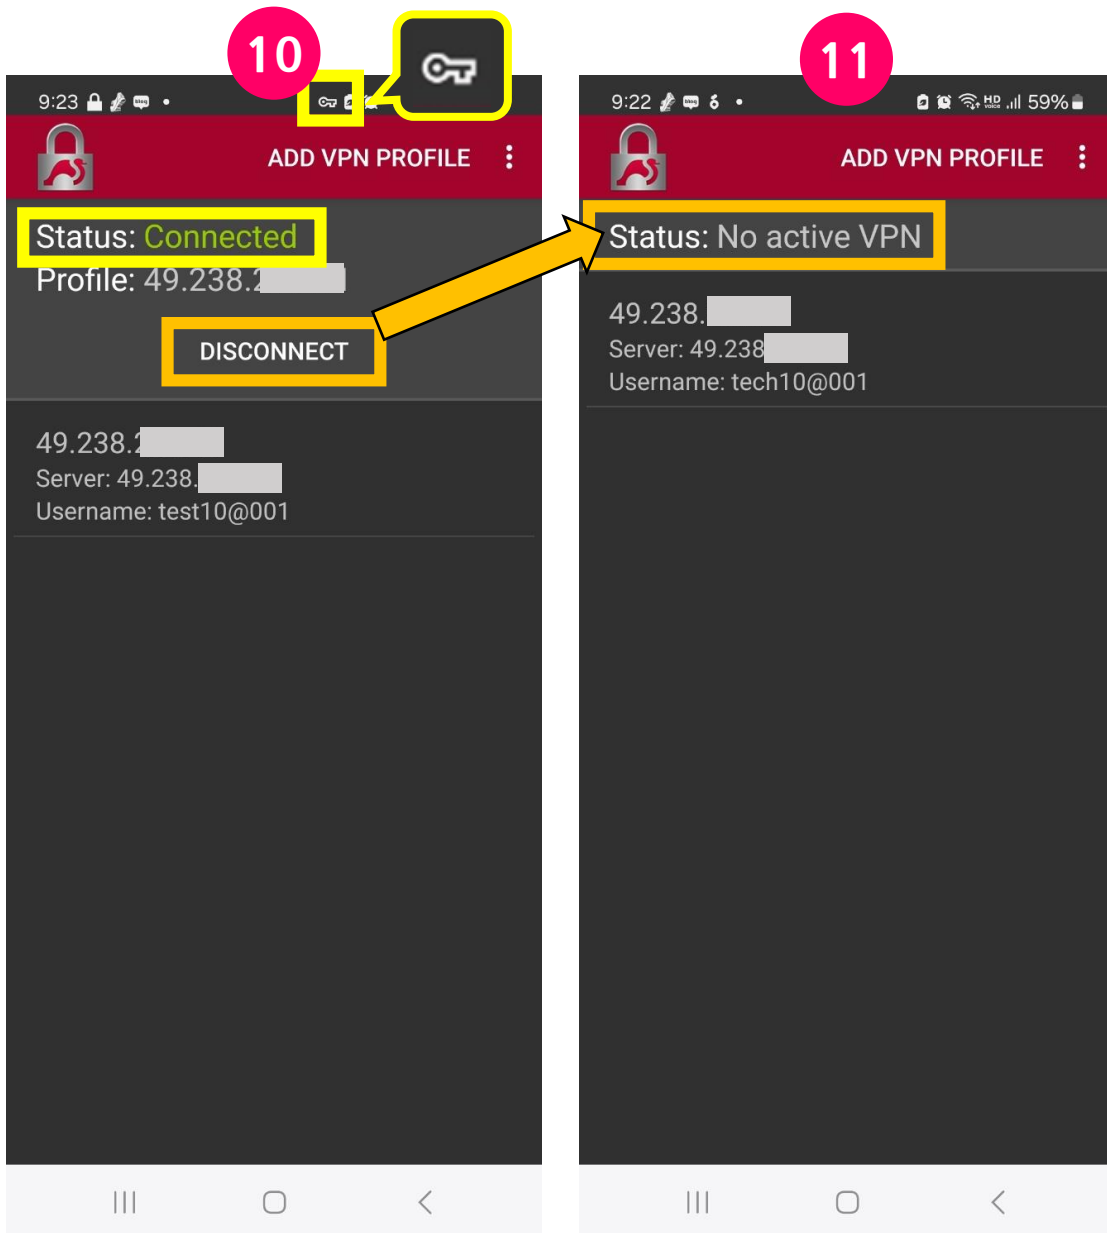 10
9:23
ADD VPN PROFILE
Status: Connected
Profile: 49.238.2
DISCONNECT
49.238.2
Server: 49.238.
Username: test10@001
11
9:22
HD
VOICE
59%
ADD VPN PROFILE
Status: No active VPN
49.238.
Server: 49.238
Username: tech10@001